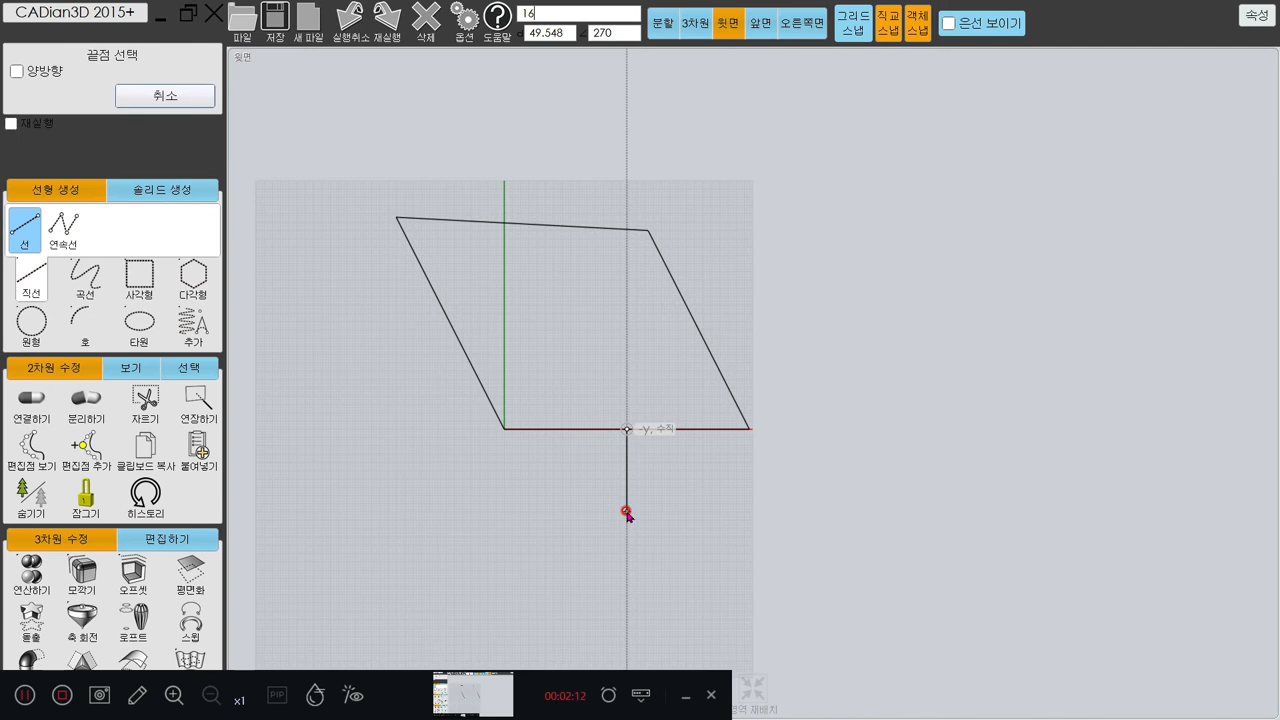 CADian3D 2015+
파일
저장
새 파일
실행취소
재실행
삭제
옵션
도움말
16
d 49.548 ∠ 270
분할
3차원
윗면
앞면
오른쪽면
그리드
스냅
직교
스냅
객체
스냅
은선 보이기
속성
끝점 선택
양방향
취소
재실행
윗면
선형 생성
솔리드 생성
선
연속선
직선
곡선
사각형
다각형
원형
호
타원
추가
2차원 수정
보기
선택
연결하기
분리하기
자르기
연장하기
편집점 보기
편집점 추가
클립보드 복사
붙여넣기
숨기기
잠그기
히스토리
3차원 수정
편집하기
연산하기
모깍기
오프셋
평면화
돌출
축 회전
로프트
스윕
-y, 수직
x1
PIP
00:02:12
영역 재배치